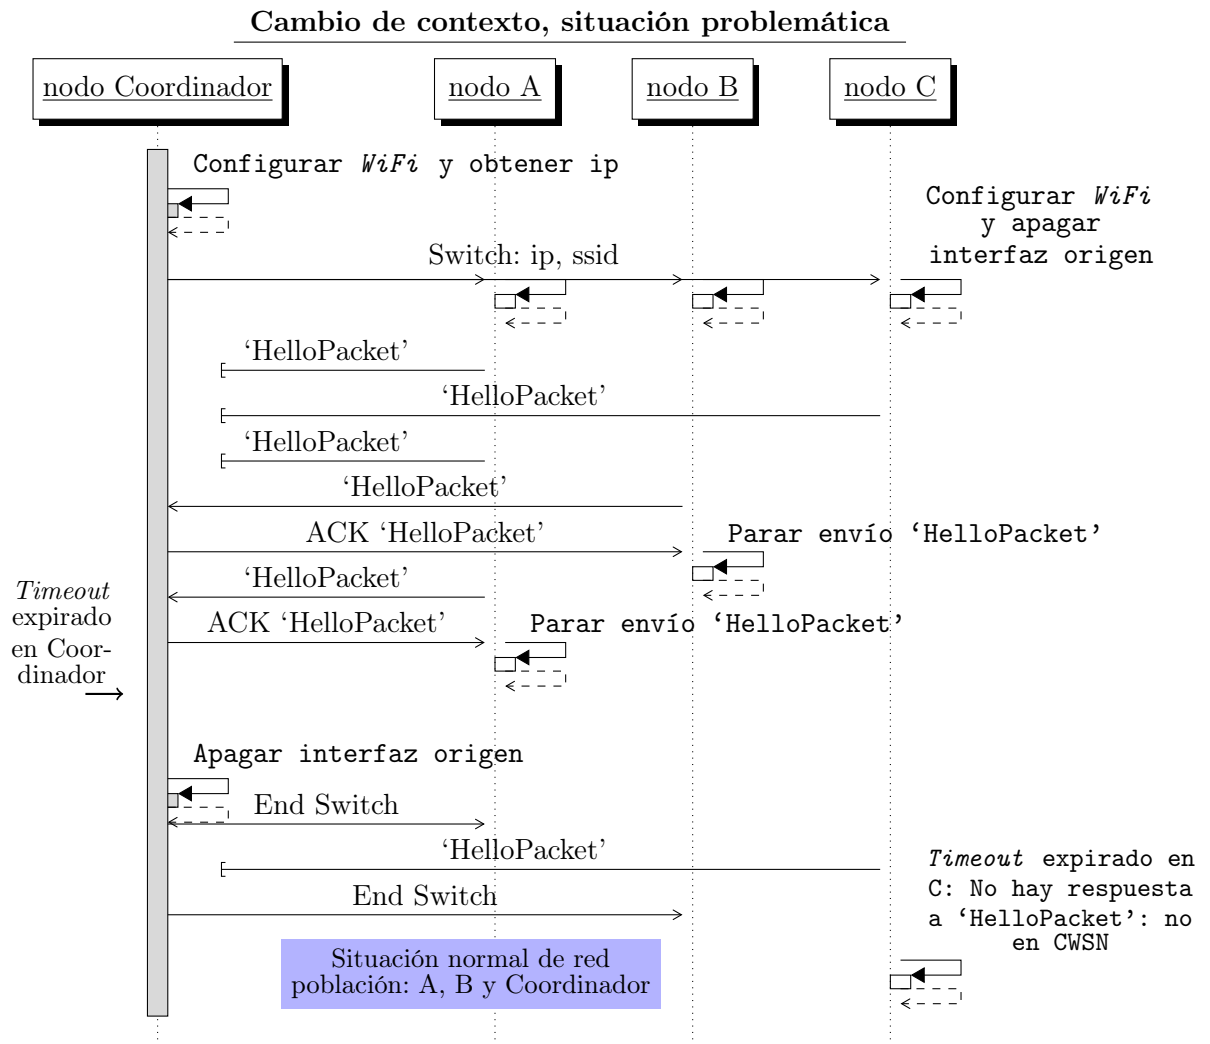 Cambio de contexto, situación problemática
nodo Coordinador
nodo A
nodo B
nodo C
Configurar WiFi y obtener ip
Configurar WiFi
y apagar
interfaz origen
Switch: ip, ssid
‘HelloPacket’
‘HelloPacket’
‘HelloPacket’
‘HelloPacket’
ACK ‘HelloPacket’
Parar envío ‘HelloPacket’
‘HelloPacket’
Timeout
expirado
en Coor-
dinador
ACK ‘HelloPacket’
Parar envío ‘HelloPacket’
Apagar interfaz origen
End Switch
‘HelloPacket’
Timeout expirado en
C: No hay respuesta
a ‘HelloPacket’: no
en CWSN
End Switch
Situación normal de red
población: A, B y Coordinador